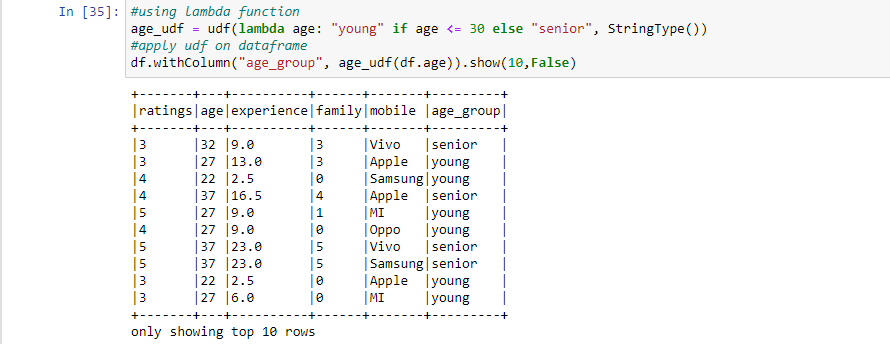 In [35]: #using lambda function
age_udf = udf(lambda age: "young" if age <= 30 else "senior", StringType())
#apply udf on dataframe
df.withColumn("age_group", age_udf(df.age)).show(10,False)
+-------+---+----------+------+-------+---------+
|ratings|age|experience|family|mobile |age_group|
+-------+---+----------+------+-------+---------+
|3      |32 |9.0       |3     |Vivo   |senior   |
|3      |27 |13.0      |3     |Apple  |young    |
|4      |22 |2.5       |0     |Samsung|young    |
|4      |37 |16.5      |4     |Apple  |senior   |
|5      |27 |9.0       |1     |MI     |young    |
|4      |27 |9.0       |0     |Oppo   |young    |
|5      |37 |23.0      |5     |Vivo   |senior   |
|5      |37 |23.0      |5     |Samsung|senior   |
|3      |22 |2.5       |0     |Apple  |young    |
|3      |27 |6.0       |0     |MI     |young    |
+-------+---+----------+------+-------+---------+
only showing top 10 rows